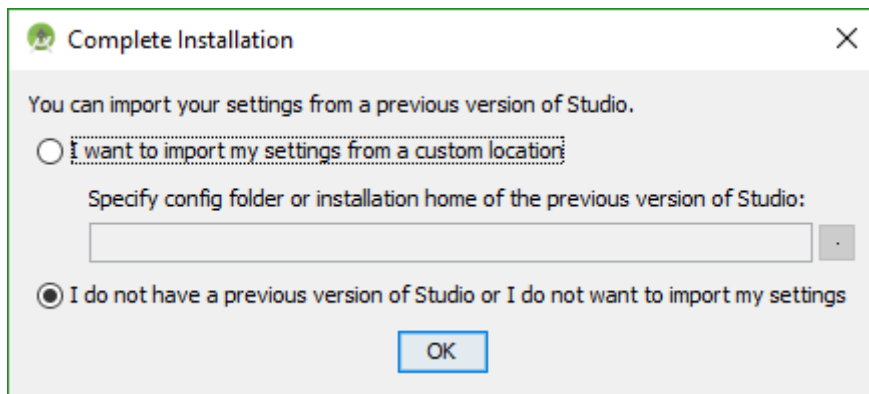 Complete Installation
You can import your settings from a previous version of Studio.
I want to import my settings from a custom location
Specify config folder or installation home of the previous version of Studio:
.
I do not have a previous version of Studio or I do not want to import my settings
OK